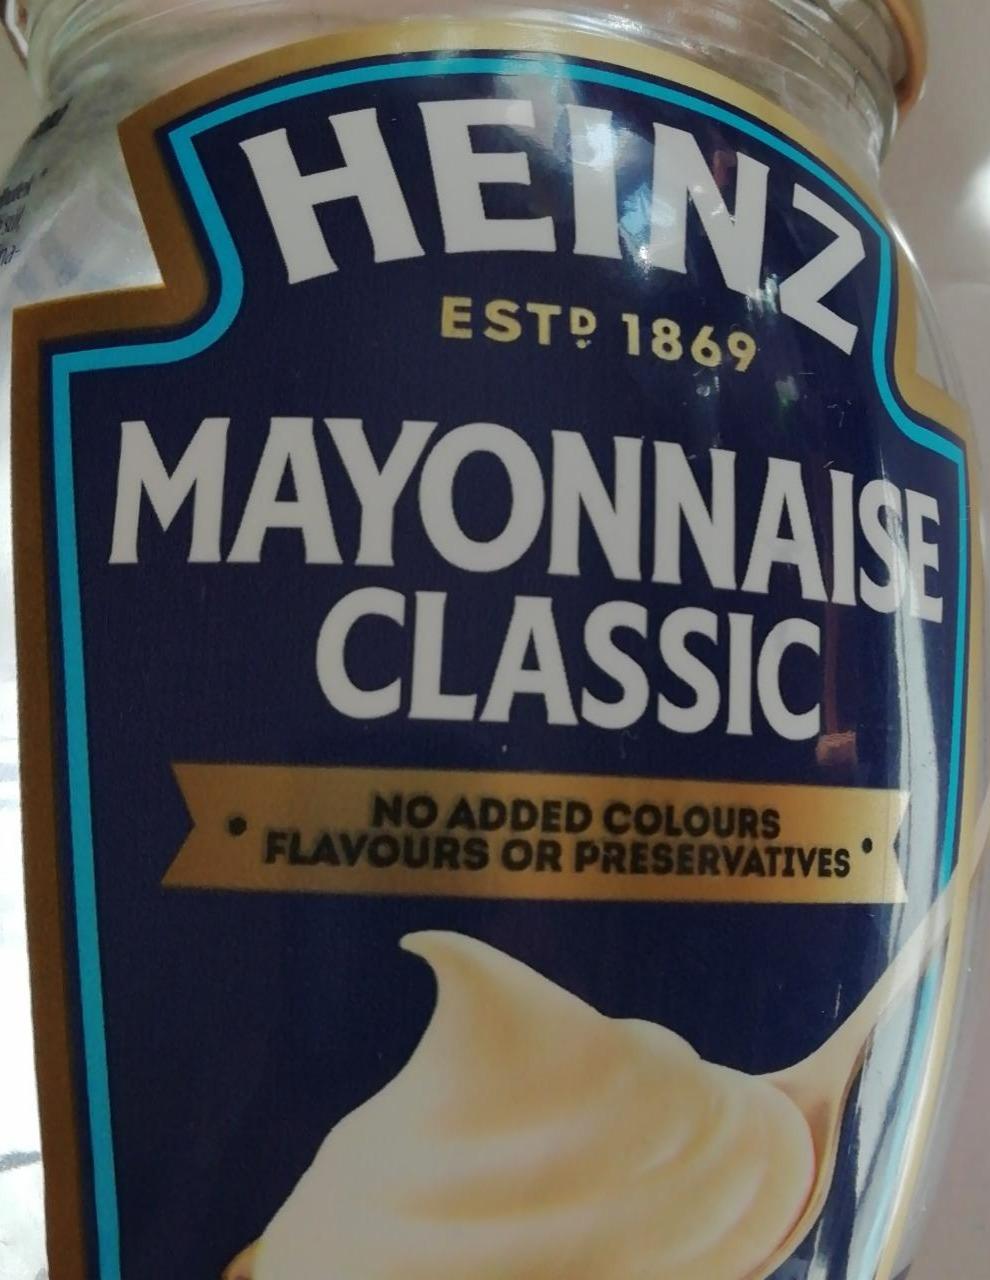 HEINZ
ESTD 1869
MAYONNAISE
CLASSIC
NO ADDED COLOURS
• FLAVOURS OR PRESERVATIVES •